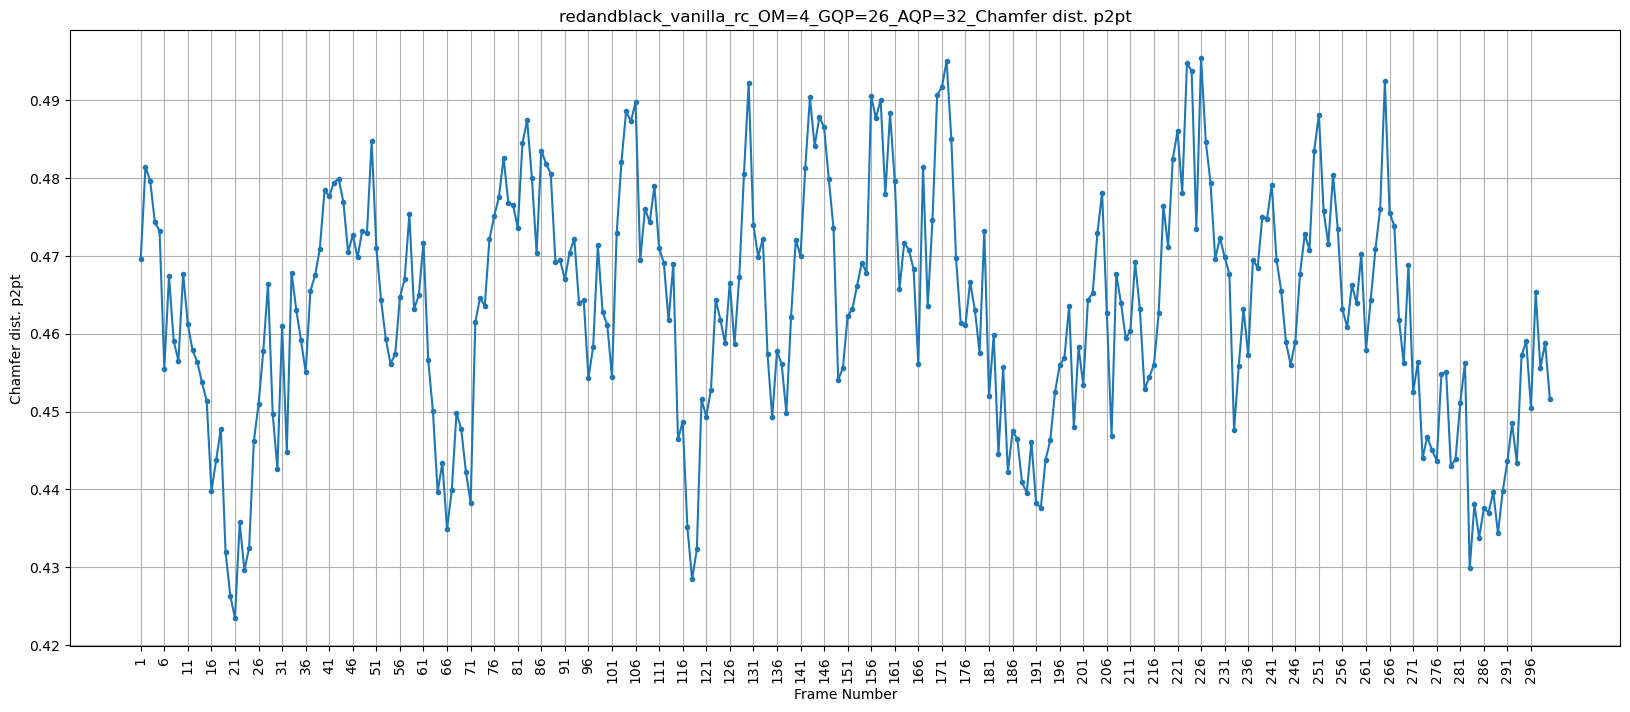 redandblack_vanilla_rc_OM=4_GQP=26_AQP=32_Chamfer dist. p2pt
Chamfer dist. p2pt
0.49
0.48
0.47
0.46
0.45
0.44
0.43
0.42
1 6 11 16 21 26 31 36 41 46 51 56 61 66 71 76 81 86 91 96 101 106 111 116 121 126 131 136 141 146 151 156 161 166 171 176 181 186 191 196 201 206 211 216 221 226 231 236 241 246 251 256 261 266 271 276 281 286 291 296
Frame Number